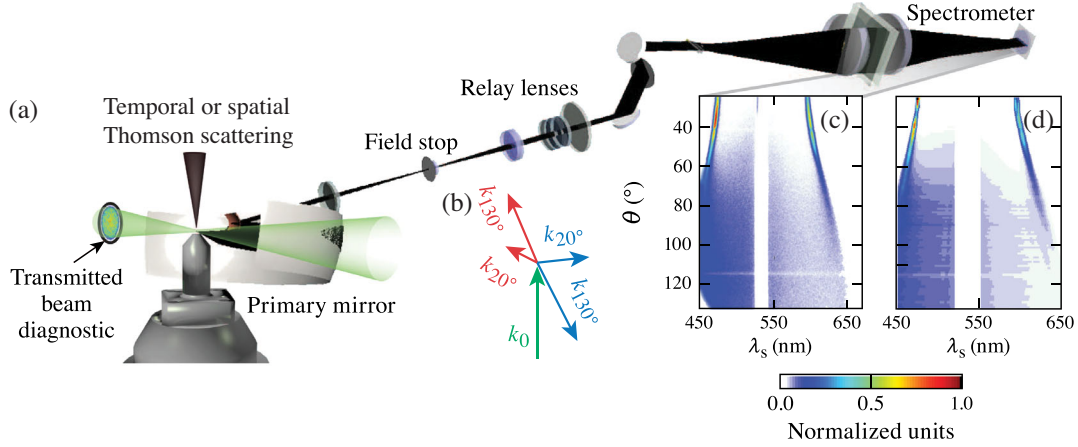 (a)
Temporal or spatial
Thomson scattering
Transmitted
beam
diagnostic
Primary mirror
Field stop
Relay lenses
Spectrometer
(b)
k130°
k20°
k20°
k130°
k0
(c)
(d)
θ (°)
40
60
80
100
120
450 550 650
450 550 650
λs (nm)
λs (nm)
0.0 0.5 1.0
Normalized units